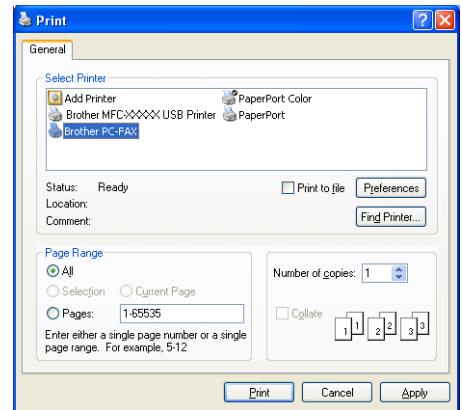 Print
General
Select Printer
Add Printer
PaperPort Color
Brother MFC-XXXXX USB Printer
PaperPort
Brother PC-FAX
Status: Ready
Print to file
Preferences
Location:
Comment:
Find Printer...
Page Range
All
Selection
Current Page
Pages: 1-65535
Enter either a single page number or a single
page range. For example, 5-12
Number of copies: 1
Collate
1 1 2 2 3 3
Print
Cancel
Apply